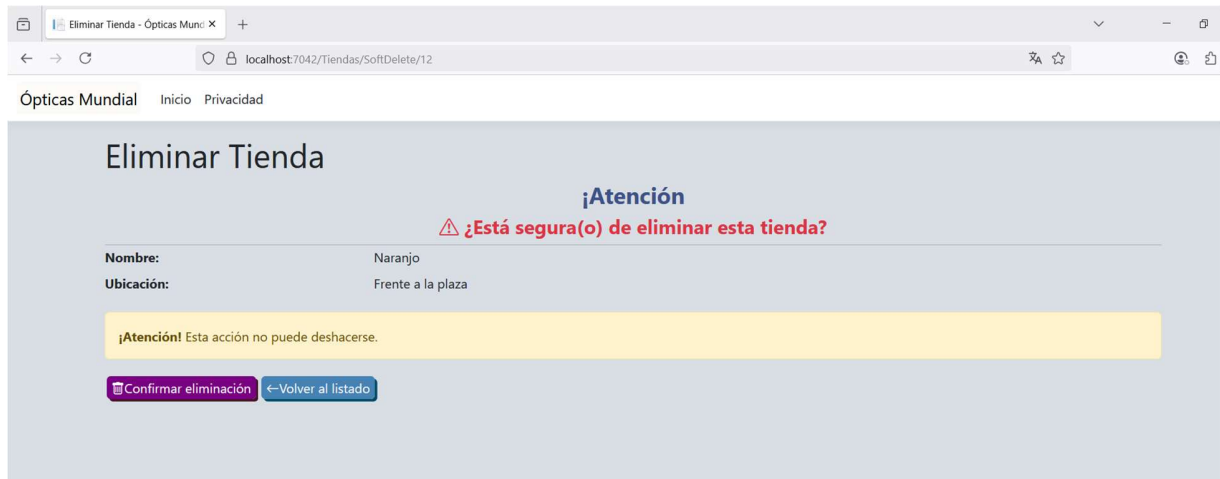 Eliminar Tienda - Ópticas Mund
localhost:7042/Tiendas/SoftDelete/12
Ópticas Mundial Inicio Privacidad
Eliminar Tienda
¡Atención
¿Está segura(o) de eliminar esta tienda?
Nombre: Naranjo
Ubicación: Frente a la plaza
¡Atención! Esta acción no puede deshacerse.
Confirmar eliminación ←Volver al listado